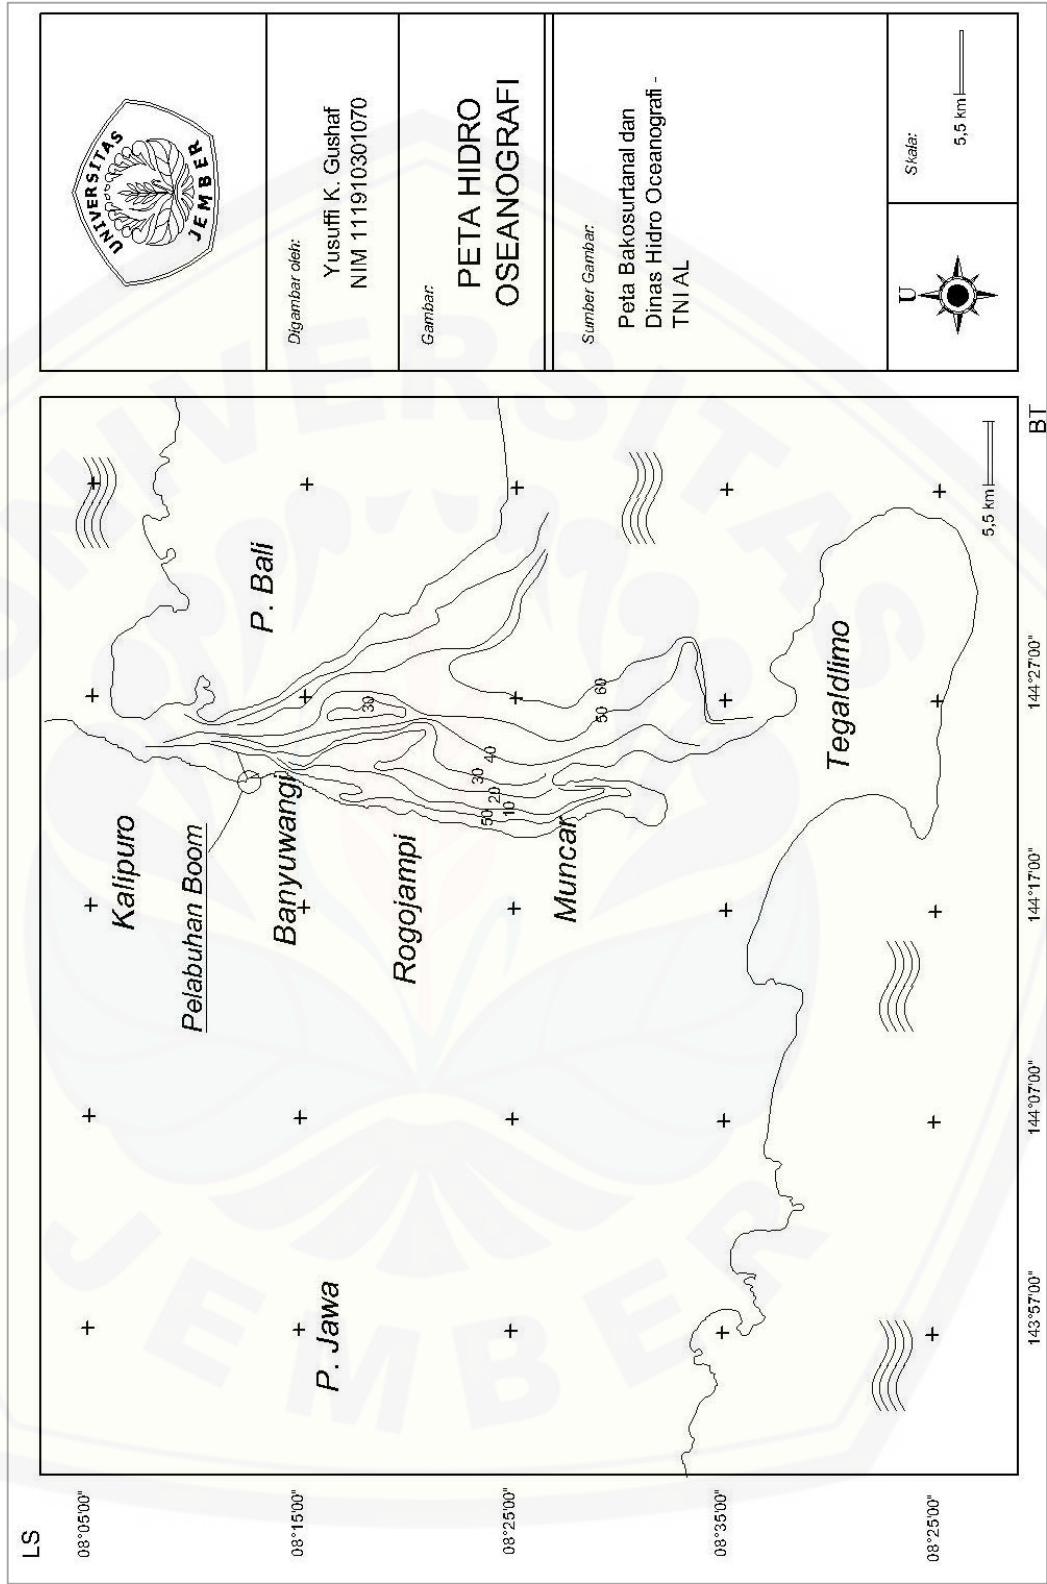 LS
08°05'00"
08°15'00"
08°25'00"
08°35'00"
08°25'00"
143°57'00"
144°07'00"
144°17'00"
144°27'00"
BT
P. Jawa
Kalipuro
Pelabuhan Boom
Banyuwangi
Rogojampi
Muncar
Tegaldlimo
P. Bali
50
10
20
30
40
30
50
60
5,5 km
UNIVERSITAS
JEMBER
Digambar oleh:
Yusuffi K. Gushaf
NIM 111910301070
Gambar:
PETA HIDRO
OSEANOGRAFI
Sumber Gambar:
Peta Bakosurtanal dan
Dinas Hidro Oceanografi -
TNI AL
U
Skala:
5,5 km
UNIVERSITAS
JEMBER